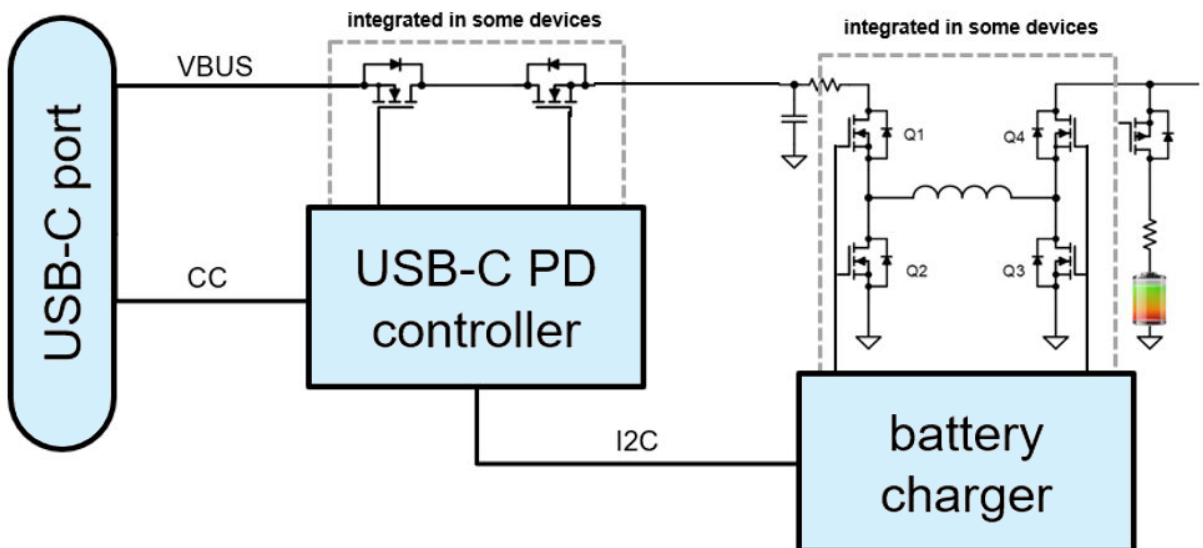 integrated in some devices
integrated in some devices
VBUS
Q1
Q4
USB-C port
USB-C PD
controller
CC
Q2
Q3
I2C
battery
charger